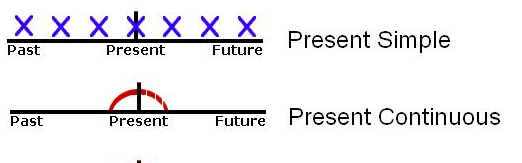 Past Present Future
Present Simple
Past Present Future
Present Continuous